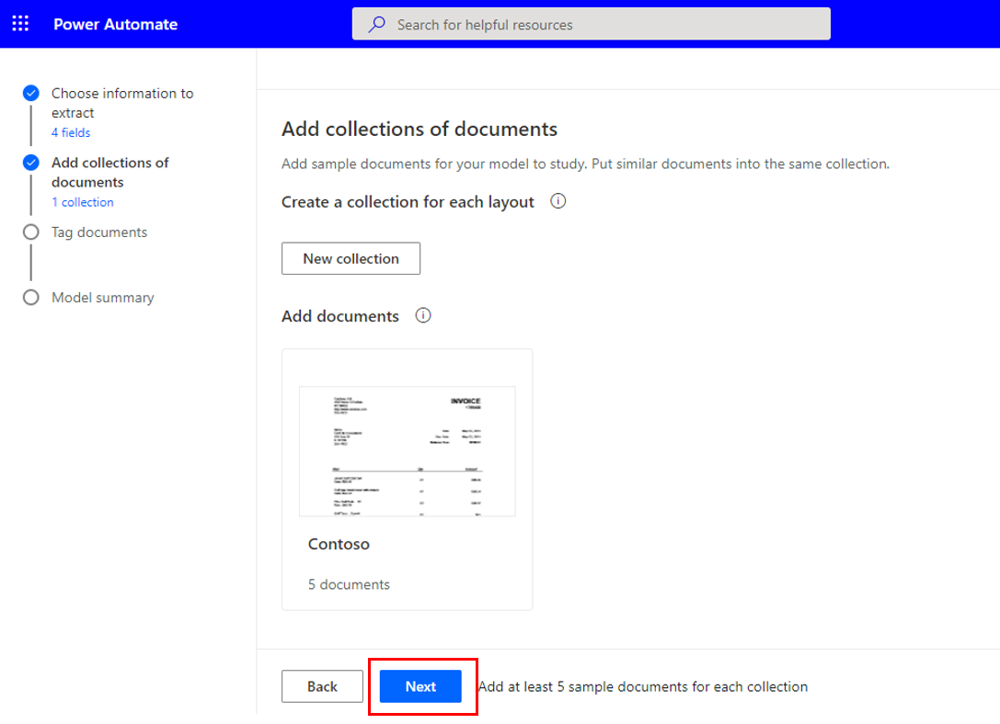 Power Automate
Search for helpful resources
Choose information to
extract
4 fields
Add collections of
documents
1 collection
Tag documents
Model summary
Add collections of documents
Add sample documents for your model to study. Put similar documents into the same collection.
Create a collection for each layout
New collection
Add documents
INVOICE
Contoso
5 documents
Back
Next
Add at least 5 sample documents for each collection